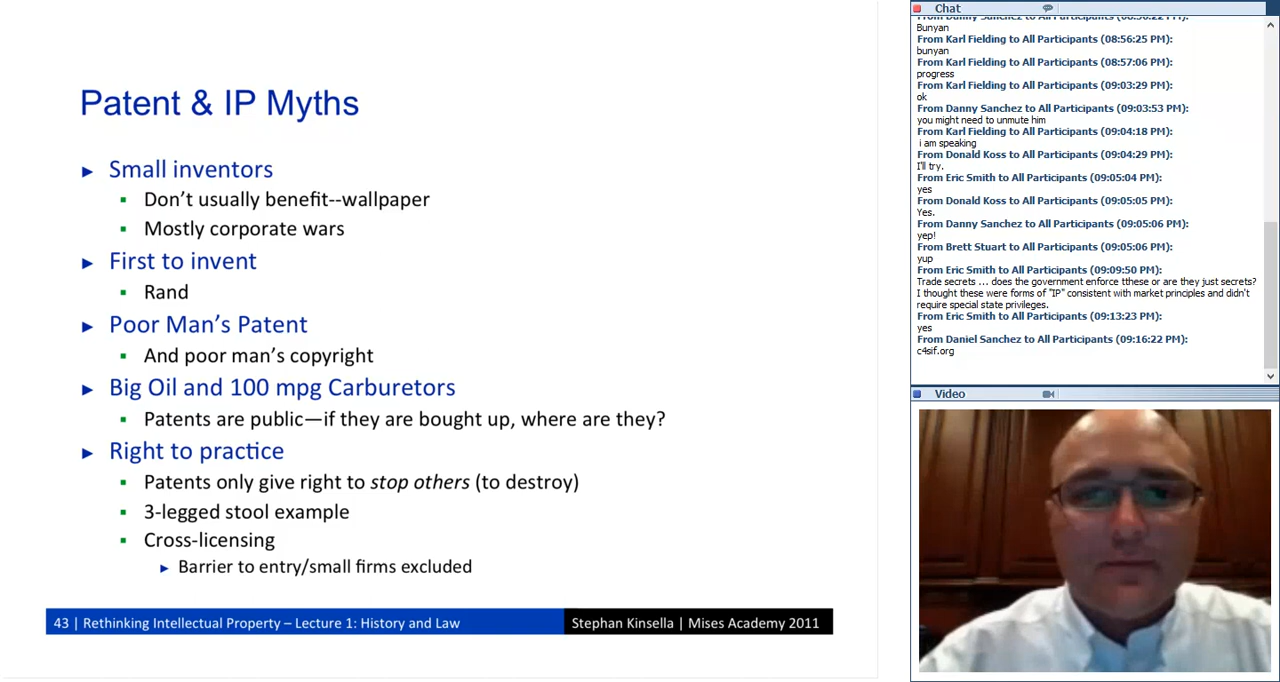 Patent & IP Myths
► Small inventors
▪ Don’t usually benefit--wallpaper
▪ Mostly corporate wars
► First to invent
▪ Rand
► Poor Man’s Patent
▪ And poor man’s copyright
► Big Oil and 100 mpg Carburetors
▪ Patents are public—if they are bought up, where are they?
► Right to practice
▪ Patents only give right to stop others (to destroy)
▪ 3-legged stool example
▪ Cross-licensing
► Barrier to entry/small firms excluded
43 | Rethinking Intellectual Property – Lecture 1: History and Law
Stephan Kinsella | Mises Academy 2011
Chat
Bunyan
From Karl Fielding to All Participants (08:56:25 PM):
bunyan
From Karl Fielding to All Participants (08:57:06 PM):
progress
From Karl Fielding to All Participants (09:03:29 PM):
ok
From Danny Sanchez to All Participants (09:03:53 PM):
you might need to unmute him
From Karl Fielding to All Participants (09:04:18 PM):
i am speaking
From Donald Koss to All Participants (09:04:29 PM):
I'll try.
From Eric Smith to All Participants (09:05:04 PM):
yes
From Donald Koss to All Participants (09:05:05 PM):
Yes.
From Danny Sanchez to All Participants (09:05:06 PM):
yep!
From Brett Stuart to All Participants (09:05:06 PM):
yup
From Eric Smith to All Participants (09:09:50 PM):
Trade secrets ... does the government enforce tthese or are they just secrets?
I thought these were forms of "IP" consistent with market principles and didn't
require special state privileges.
From Eric Smith to All Participants (09:13:23 PM):
yes
From Daniel Sanchez to All Participants (09:16:22 PM):
c4sif.org
Video